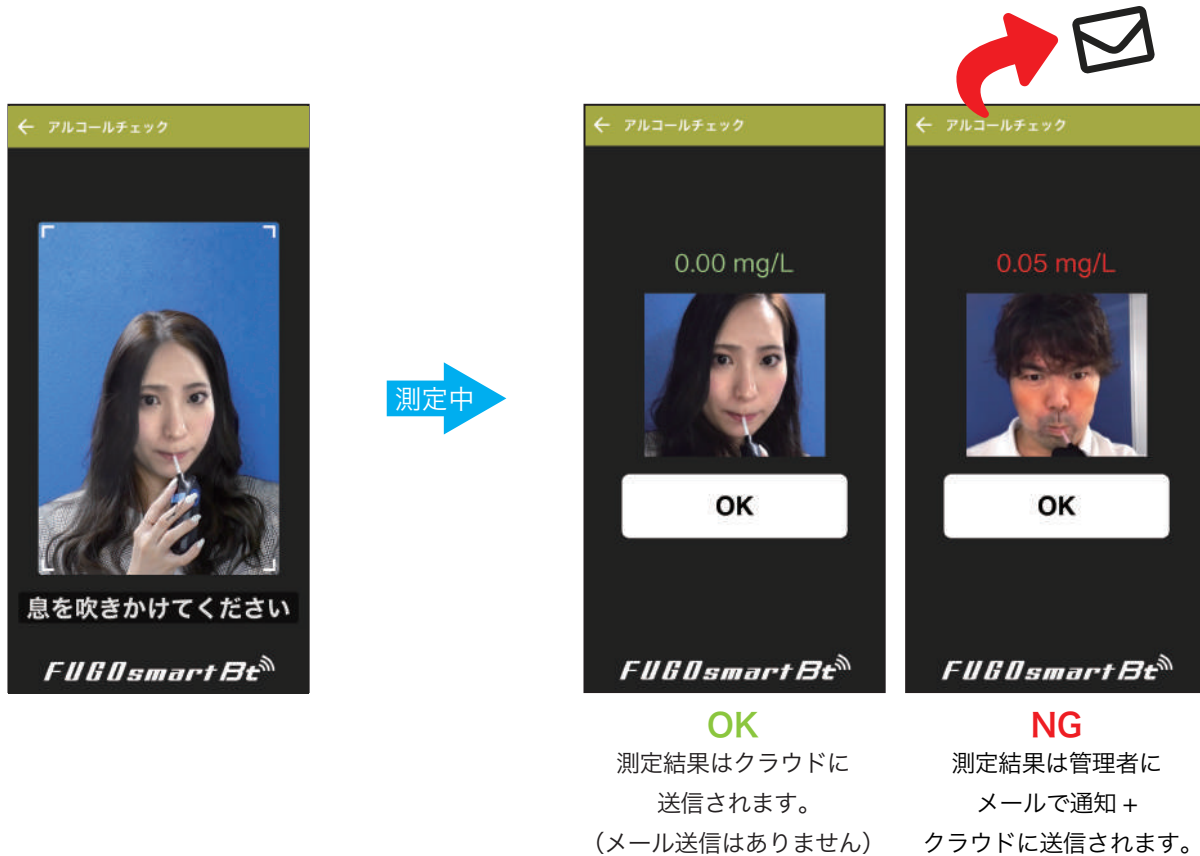 ← アルコールチェック
息を吹きかけてください
FUGOsmartBt
測定中
← アルコールチェック
0.00 mg/L
OK
FUGOsmartBt
OK
測定結果はクラウドに
送信されます。
（メール送信はありません）
← アルコールチェック
0.05 mg/L
OK
FUGOsmartBt
NG
測定結果は管理者に
メールで通知 +
クラウドに送信されます。